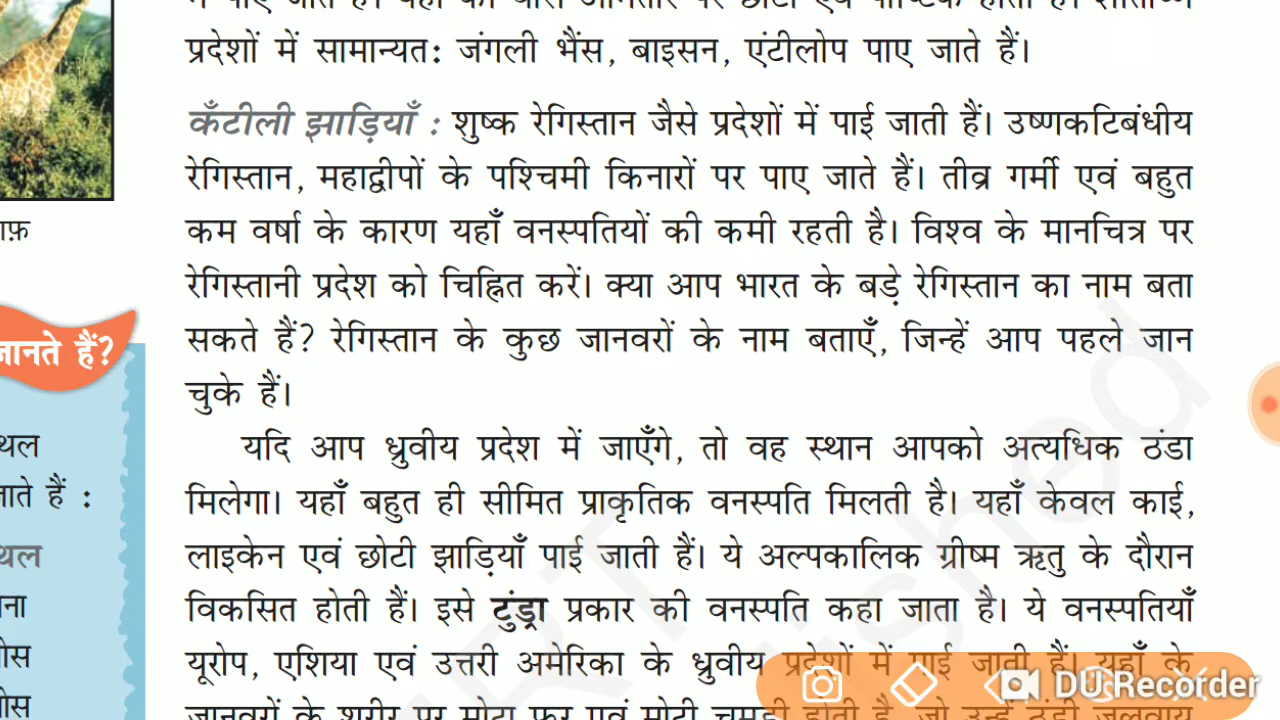 प्रदेशों में सामान्यतः जंगली भैंस, बाइसन, एंटीलोप पाए जाते हैं।
कँटीली झाड़ियाँ : शुष्क रेगिस्तान जैसे प्रदेशों में पाई जाती हैं। उष्णकटिबंधीय
रेगिस्तान, महाद्वीपों के पश्चिमी किनारों पर पाए जाते हैं। तीव्र गर्मी एवं बहुत
कम वर्षा के कारण यहाँ वनस्पतियों की कमी रहती है। विश्व के मानचित्र पर
रेगिस्तानी प्रदेश को चिह्नित करें। क्या आप भारत के बड़े रेगिस्तान का नाम बता
सकते हैं? रेगिस्तान के कुछ जानवरों के नाम बताएँ, जिन्हें आप पहले जान
चुके हैं।
यदि आप ध्रुवीय प्रदेश में जाएँगे, तो वह स्थान आपको अत्यधिक ठंडा
मिलेगा। यहाँ बहुत ही सीमित प्राकृतिक वनस्पति मिलती है। यहाँ केवल काई,
लाइकेन एवं छोटी झाड़ियाँ पाई जाती हैं। ये अल्पकालिक ग्रीष्म ऋतु के दौरान
विकसित होती हैं। इसे टुंड्रा प्रकार की वनस्पति कहा जाता है। ये वनस्पतियाँ
यूरोप, एशिया एवं उत्तरी अमेरिका के ध्रुवीय प्रदेशों में पाई जाती हैं। यहाँ के
जानवरों के शरीर पर मोटा फर एवं मोटी चमड़ी होती है, जो उन्हें ठंडी जलवायु
जानते हैं?
थल
जाते हैं :
थल
DU Recorder